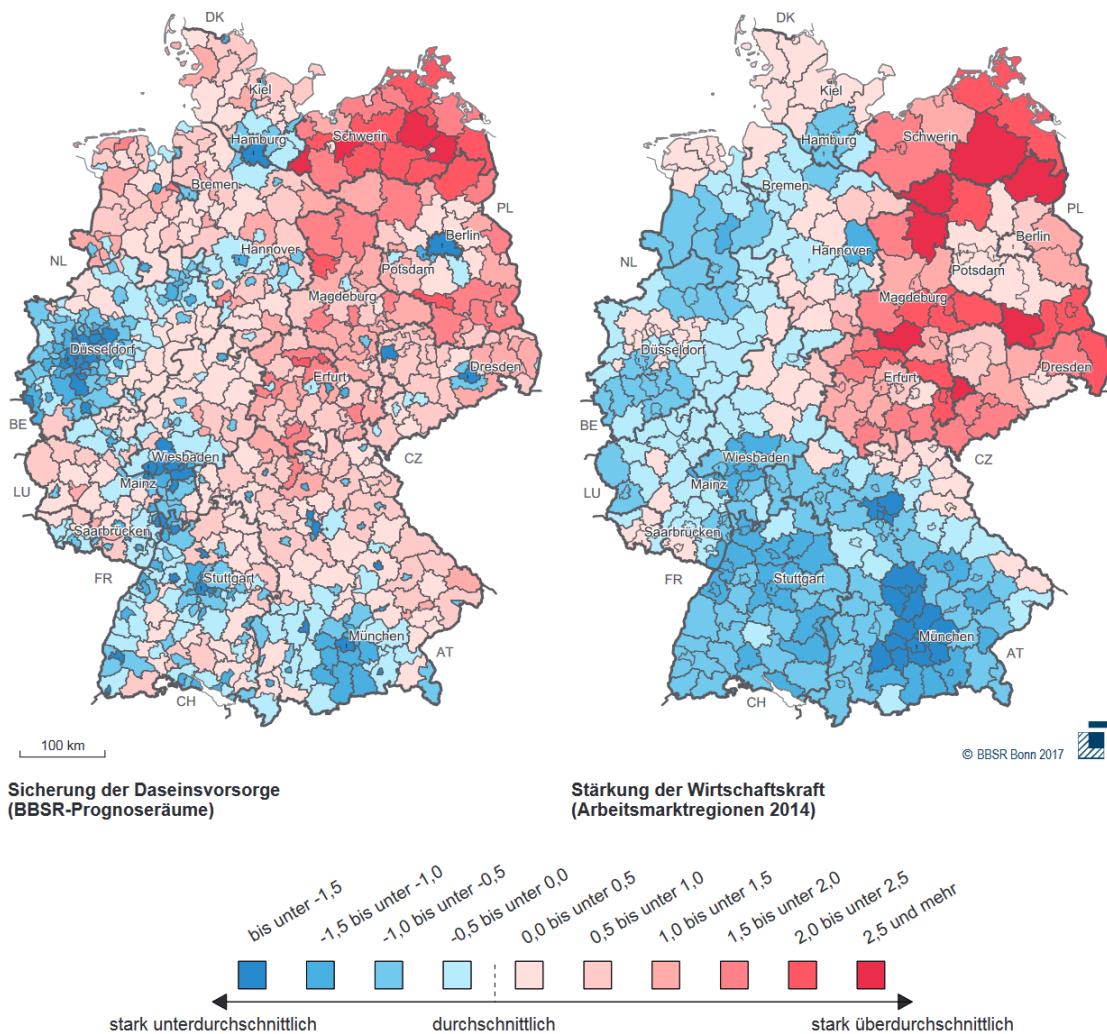 DK
Kiel
Hamburg
Schwerin
Bremen
PL
Berlin
Hannover
NL
Potsdam
Magdeburg
Düsseldorf
Dresden
Erfurt
BE
Wiesbaden
CZ
LU
Mainz
Saarbrücken
FR
Stuttgart
München
AT
CH
100 km
DK
Kiel
Hamburg
Schwerin
Bremen
PL
Berlin
Hannover
NL
Potsdam
Magdeburg
Düsseldorf
Dresden
Erfurt
BE
Wiesbaden
CZ
LU
Mainz
Saarbrücken
FR
Stuttgart
München
AT
CH
© BBSR Bonn 2017
Sicherung der Daseinsvorsorge
(BBSR-Prognoseräume)
Stärkung der Wirtschaftskraft
(Arbeitsmarktregionen 2014)
bis unter -1,5
-1,5 bis unter -1,0
-1,0 bis unter -0,5
-0,5 bis unter 0,0
0,0 bis unter 0,5
0,5 bis unter 1,0
1,0 bis unter 1,5
1,5 bis unter 2,0
2,0 bis unter 2,5
2,5 und mehr
stark unterdurchschnittlich
durchschnittlich
stark überdurchschnittlich